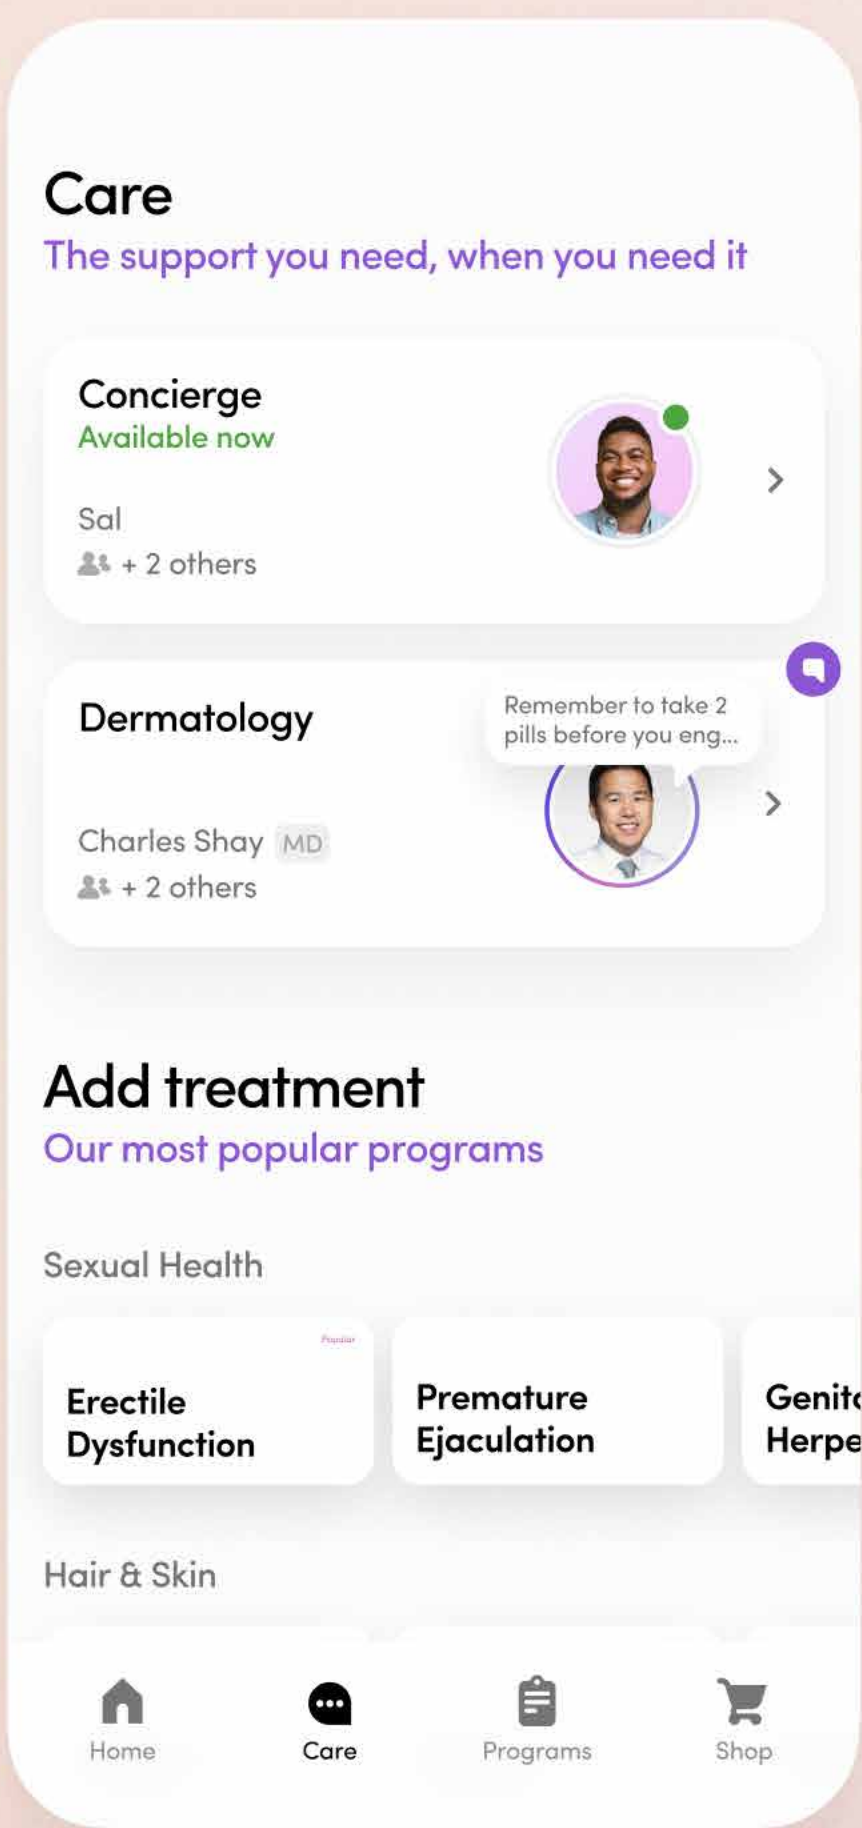 Care
The support you need, when you need it
Concierge
Available now
Sal
+ 2 others
Dermatology
Remember to take 2
pills before you eng...
Charles Shay MD
+ 2 others
Add treatment
Our most popular programs
Sexual Health
Popular
Erectile
Dysfunction
Premature
Ejaculation
Genit
Herpe
Hair & Skin
Home
Care
Programs
Shop